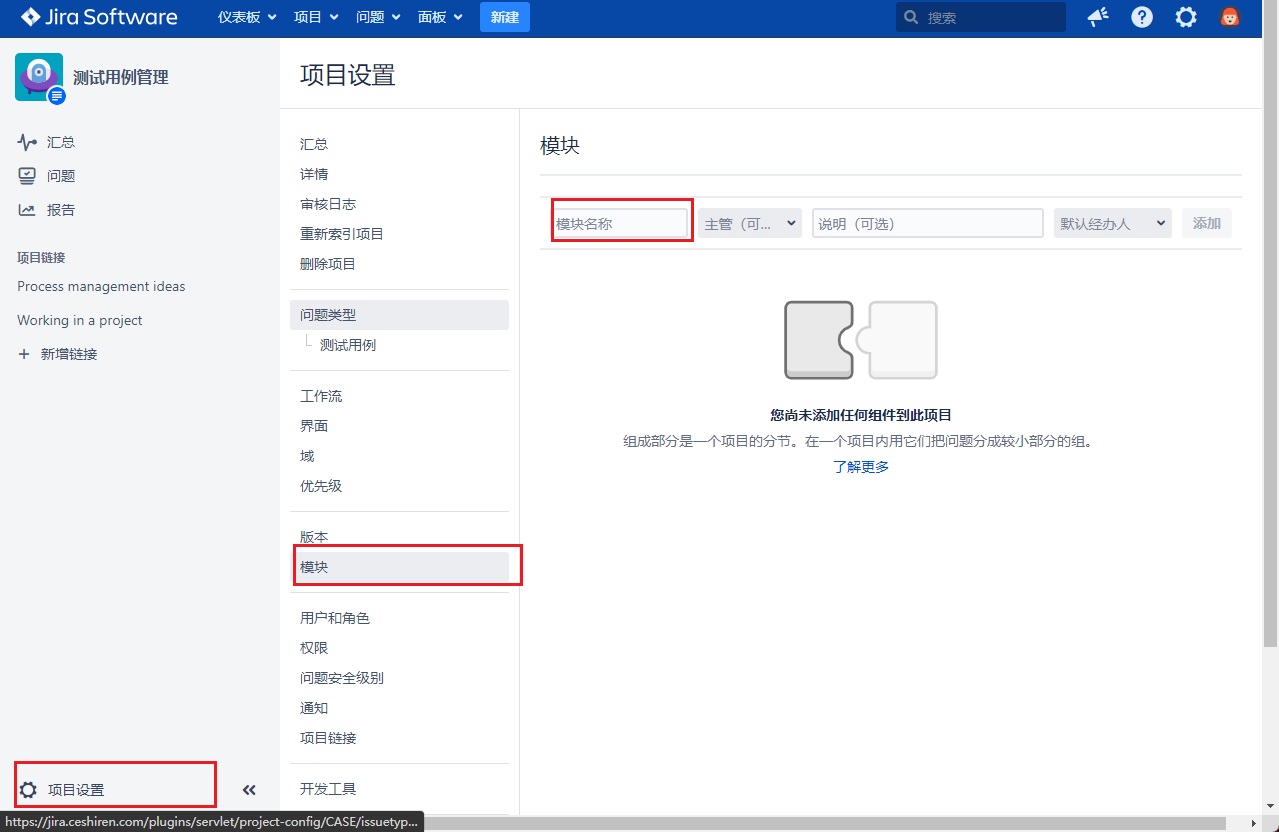 Jira Software 仪表板 项目 问题 面板 新建 搜索
测试用例管理
汇总
问题
报告
项目链接
Process management ideas
Working in a project
新增链接
项目设置
项目设置
汇总
详情
审核日志
重新索引项目
删除项目
问题类型
测试用例
工作流
界面
域
优先级
版本
模块
用户和角色
权限
问题安全级别
通知
项目链接
开发工具
模块
模块名称 主管（可... 说明（可选） 默认经办人 添加
您尚未添加任何组件到此项目
组成部分是一个项目的分节。在一个项目内用它们把问题分成较小部分的组。
了解更多
https://jira.ceshiren.com/plugins/servlet/project-config/CASE/issuetyp...